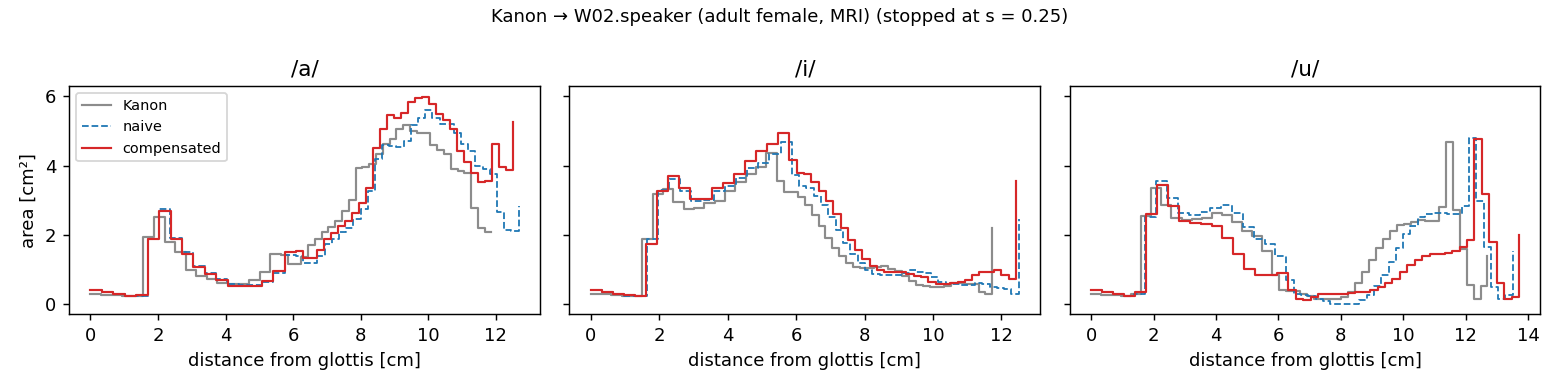 Kanon → W02.speaker (adult female, MRI) (stopped at s = 0.25)
/a/
/i/
/u/
Kanon
naive
compensated
area [cm²]
6
4
2
0
0 2 4 6 8 10 12
0 2 4 6 8 10 12
0 2 4 6 8 10 12 14
distance from glottis [cm]
distance from glottis [cm]
distance from glottis [cm]